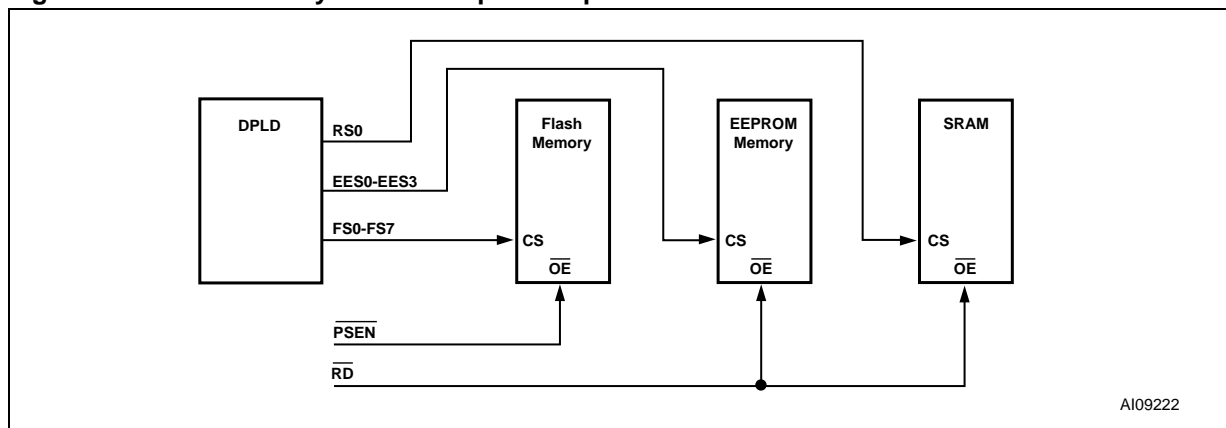 DPLD
RS0
EES0-EES3
FS0-FS7
Flash
Memory
CS
OE
EEPROM
Memory
CS
OE
SRAM
CS
OE
PSEN
RD
AI09222